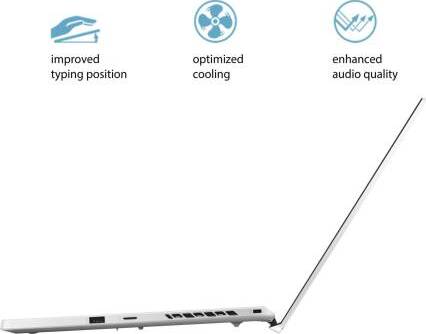 improved
typing position
optimized
cooling
enhanced
audio quality